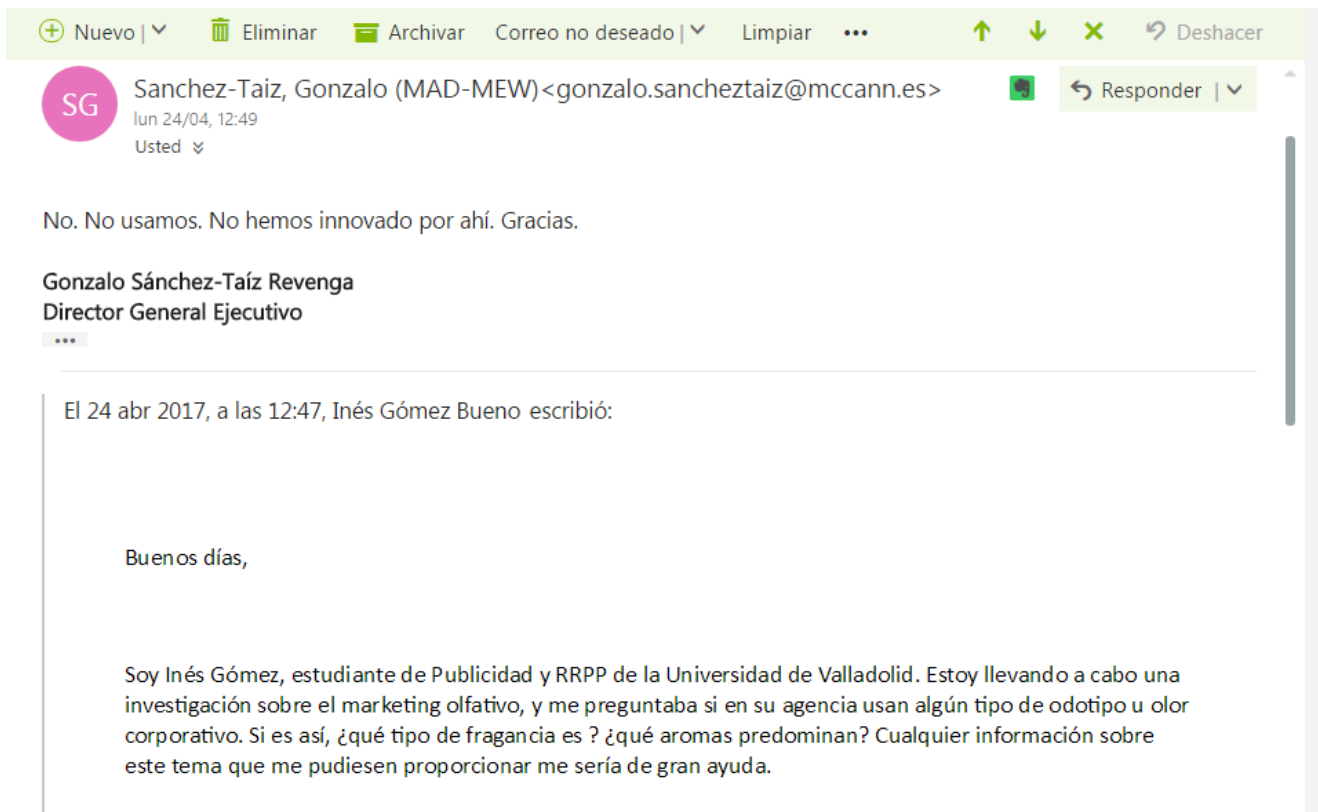 Nuevo | Eliminar Archivar Correo no deseado | Limpiar ••• Deshacer
SG
Sanchez-Taiz, Gonzalo (MAD-MEW)<gonzalo.sancheztaiz@mccann.es>
Responder |
lun 24/04, 12:49
Usted
No. No usamos. No hemos innovado por ahí. Gracias.
Gonzalo Sánchez-Taíz Revenga
Director General Ejecutivo
•••
El 24 abr 2017, a las 12:47, Inés Gómez Bueno escribió:
Buenos días,
Soy Inés Gómez, estudiante de Publicidad y RRPP de la Universidad de Valladolid. Estoy llevando a cabo una
investigación sobre el marketing olfativo, y me preguntaba si en su agencia usan algún tipo de odotipo u olor
corporativo. Si es así, ¿qué tipo de fragancia es ? ¿qué aromas predominan? Cualquier información sobre
este tema que me pudiesen proporcionar me sería de gran ayuda.